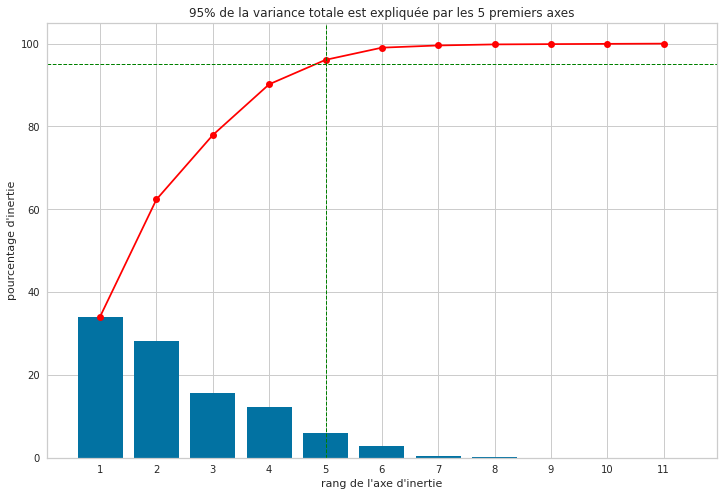 95% de la variance totale est expliquée par les 5 premiers axes
pourcentage d'inertie
100
80
60
40
20
0
1 2 3 4 5 6 7 8 9 10 11
rang de l'axe d'inertie